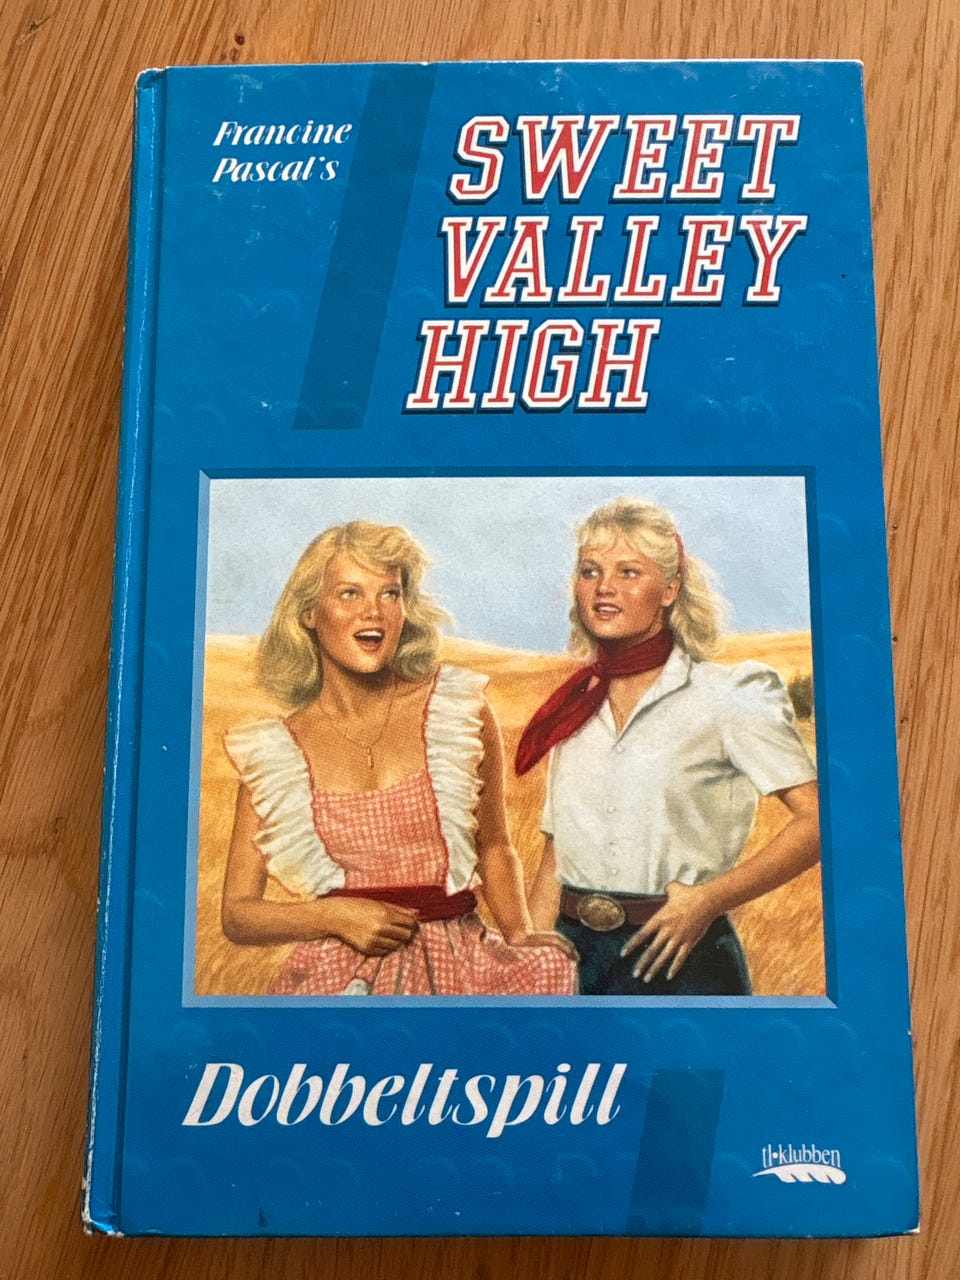 Francine
Pascal's
SWEET
VALLEY
HIGH
Dobbeltspill
tl•klubben